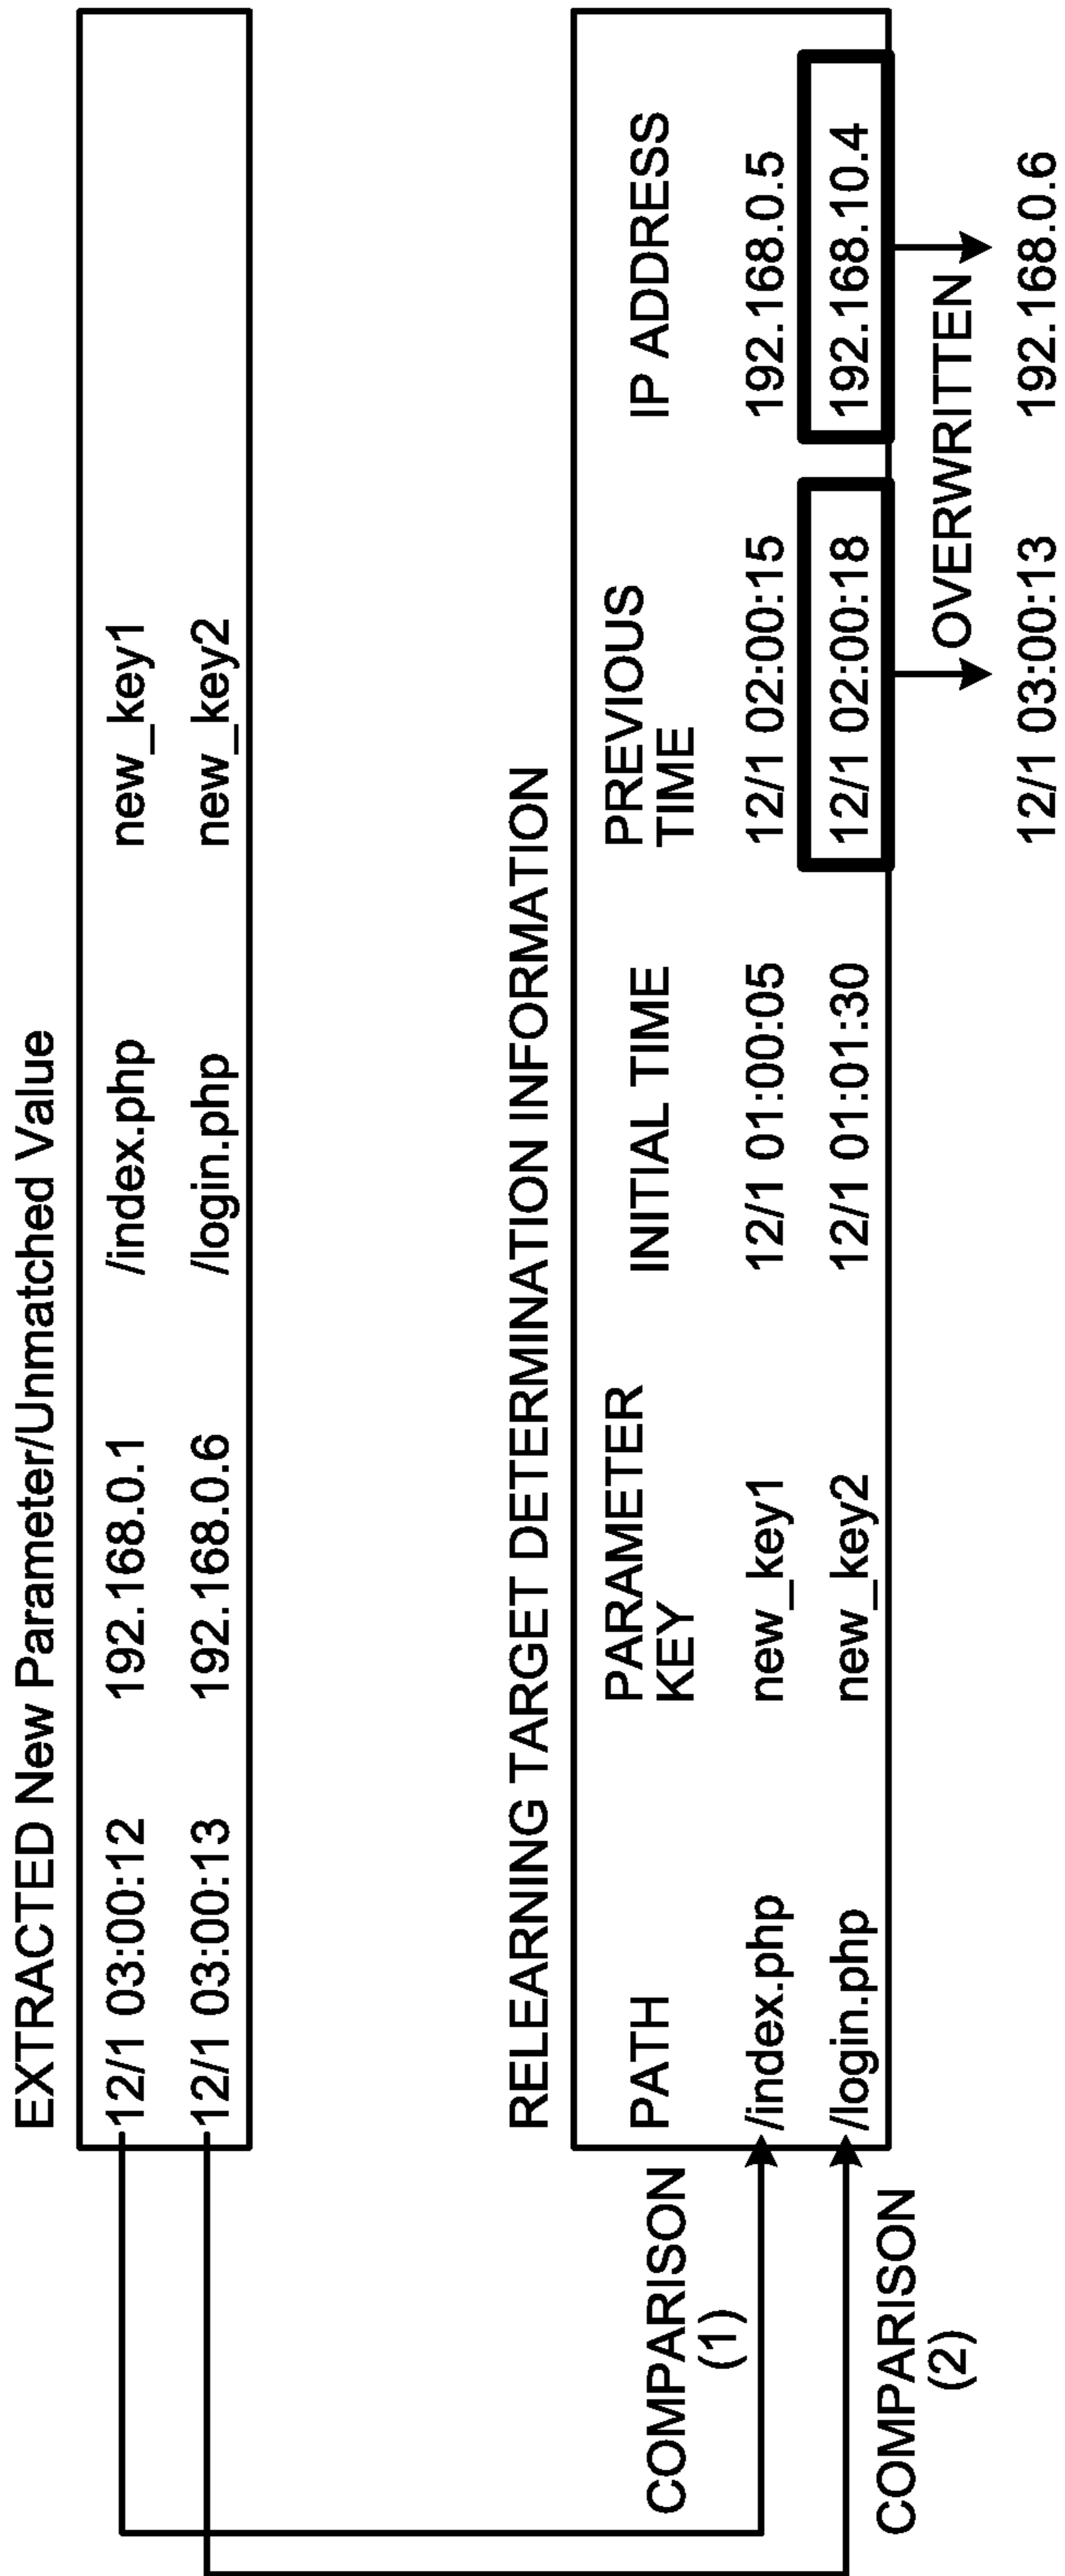 EXTRACTED New Parameter/Unmatched Value
12/1 03:00:12 192.168.0.1 /index.php new_key1
12/1 03:00:13 192.168.0.6 /login.php new_key2
RELEARNING TARGET DETERMINATION INFORMATION
PATH PARAMETER KEY INITIAL TIME PREVIOUS TIME IP ADDRESS
/index.php new_key1 12/1 01:00:05 12/1 02:00:15 192.168.0.5
/login.php new_key2 12/1 01:01:30 12/1 02:00:18 192.168.10.4
COMPARISON
(1)
COMPARISON
(2)
OVERWRITTEN
12/1 03:00:13 192.168.0.6